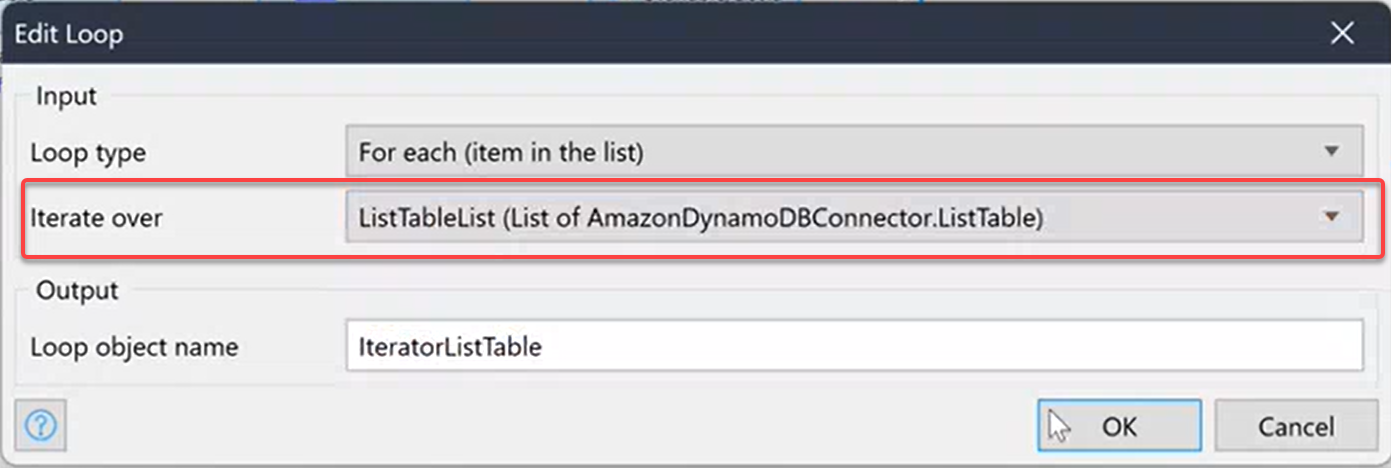 Edit Loop
Input
Loop type
For each (item in the list)
Iterate over
ListTableList (List of AmazonDynamoDBConnector.ListTable)
Output
Loop object name
IteratorListTable
?
OK
Cancel